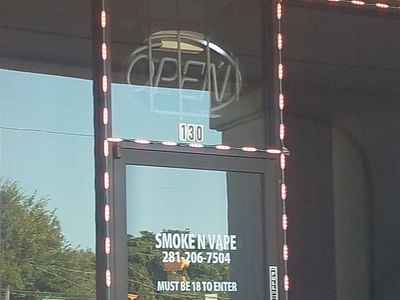 OPEN
130
SMOKE N VAPE
281-206-7504
MUST BE 18 TO ENTER